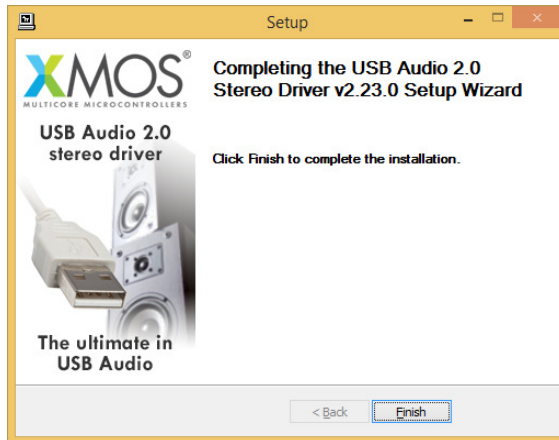 Setup
XMOS®
MULTICORE MICROCONTROLLERS
USB Audio 2.0
stereo driver
The ultimate in
USB Audio
Completing the USB Audio 2.0
Stereo Driver v2.23.0 Setup Wizard
Click Finish to complete the installation.
< Back
Finish